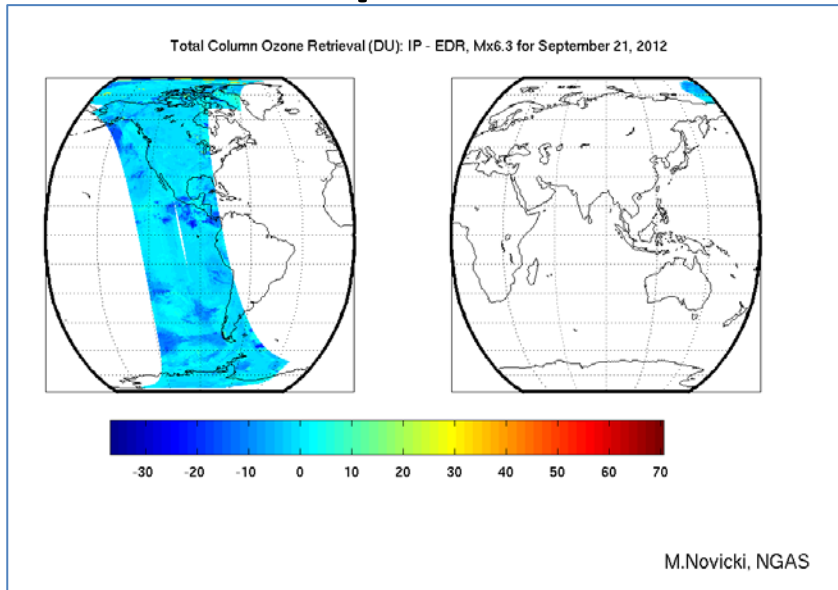 Total Column Ozone Retrieval (DU): IP - EDR, Mx6.3 for September 21, 2012
-30 -20 -10 0 10 20 30 40 50 60 70
M.Novicki, NGAS